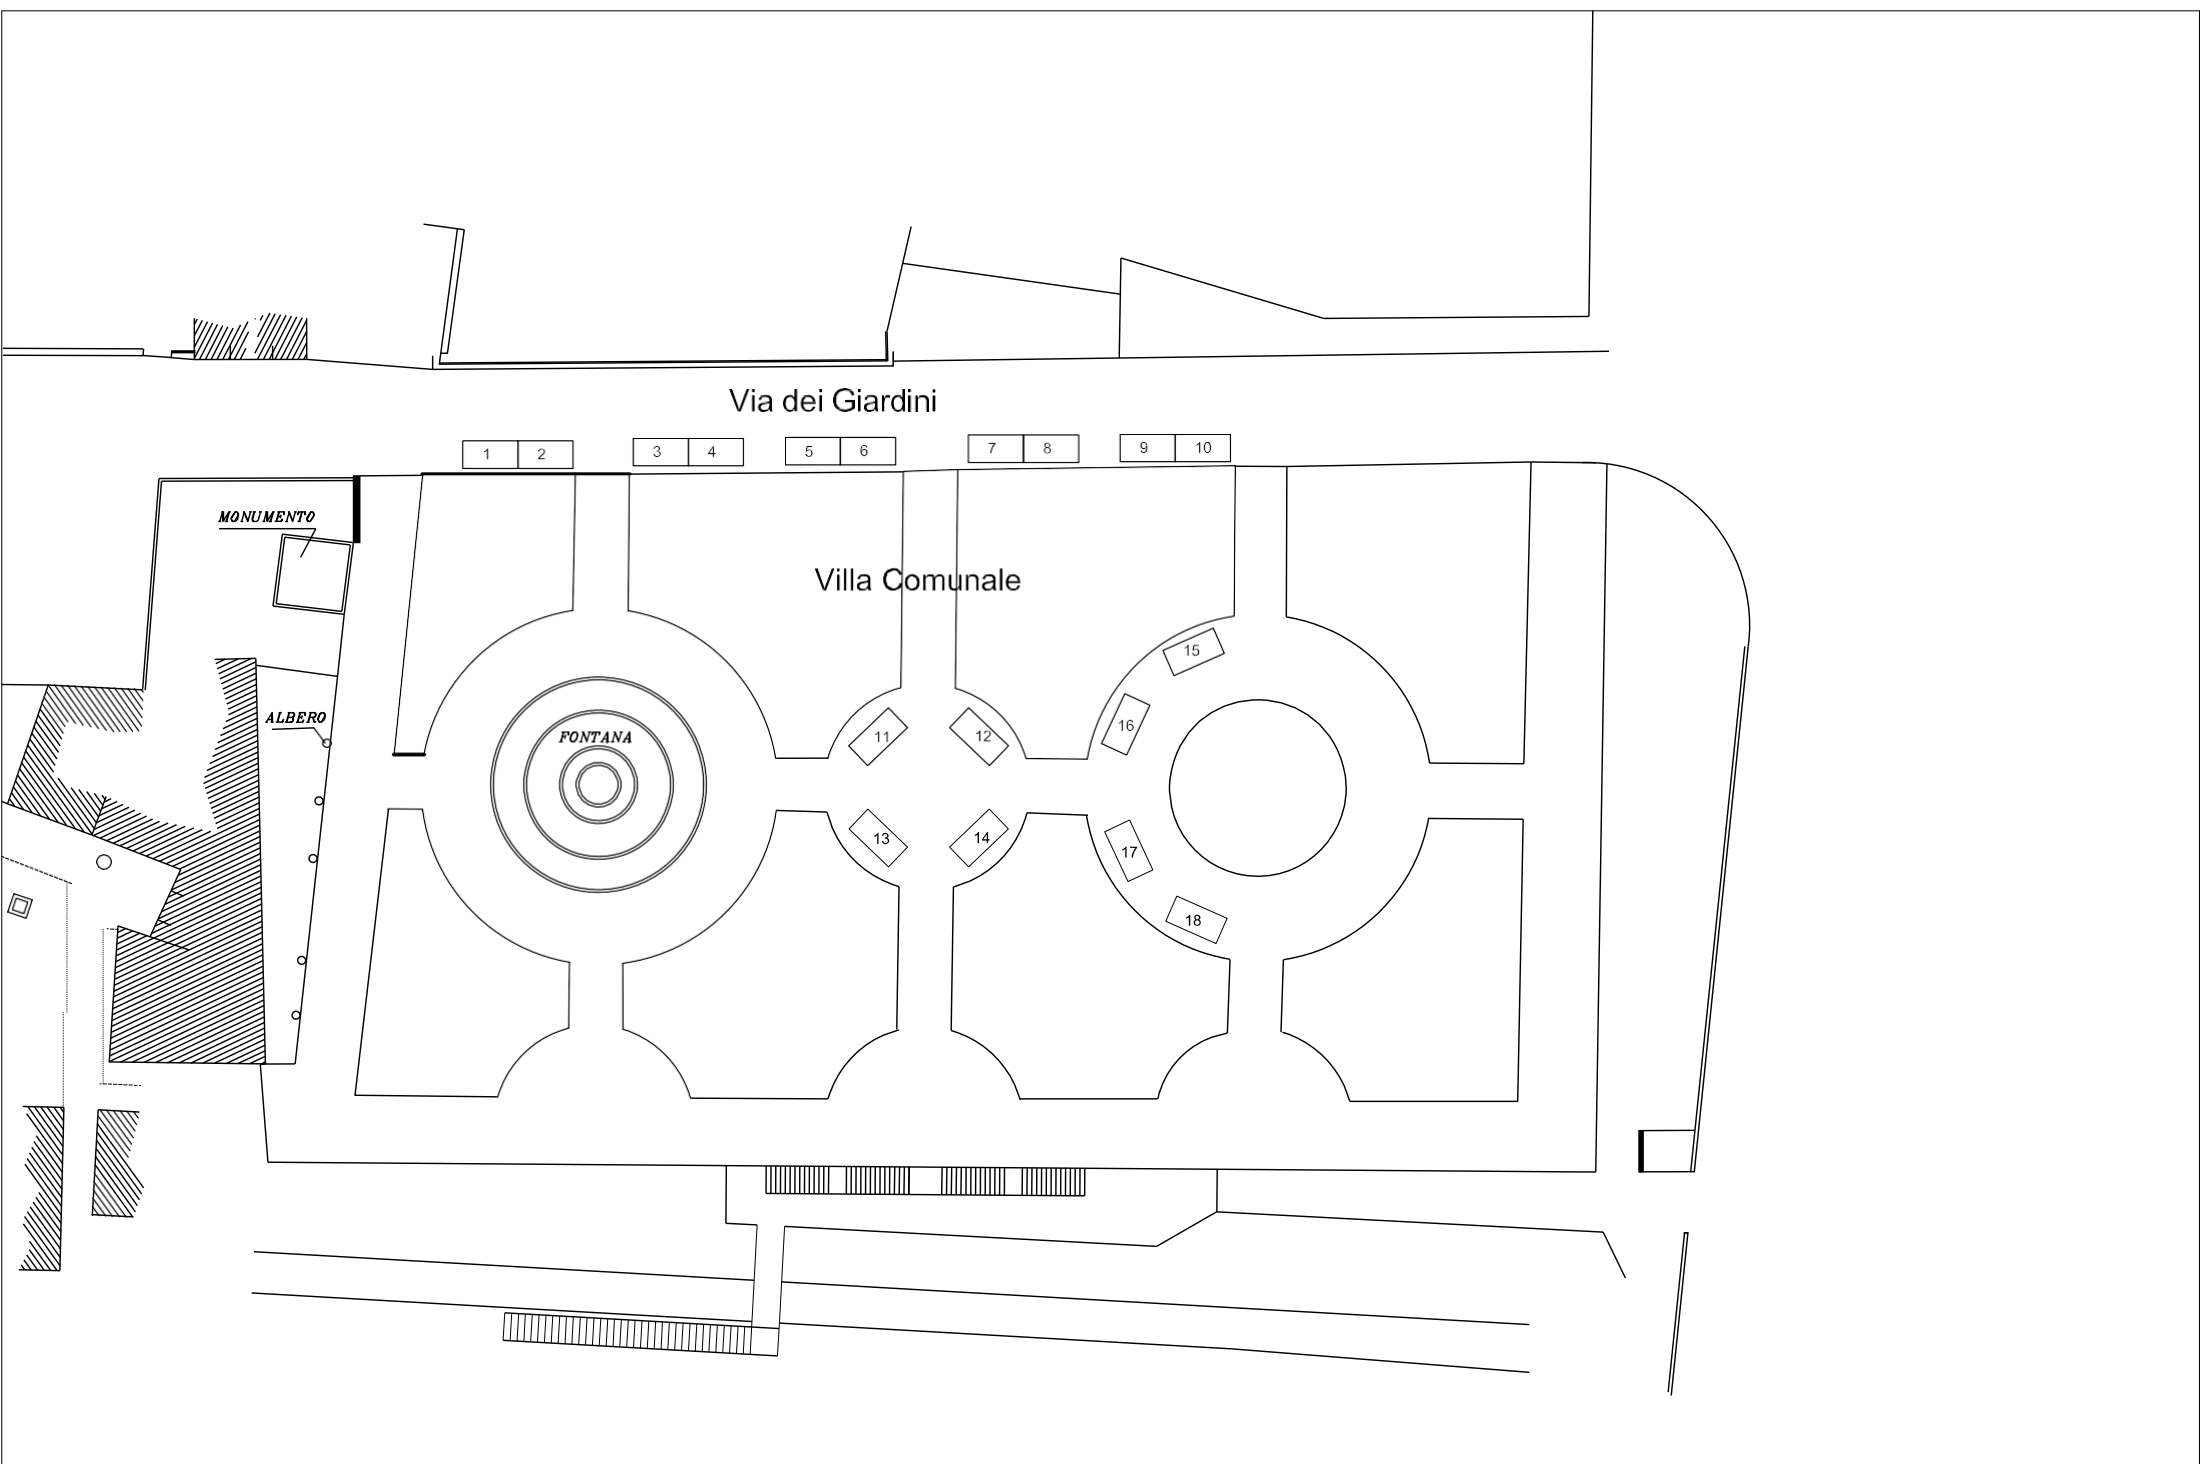 Via dei Giardini
1 2 3 4 5 6 7 8 9 10
MONUMENTO
Villa Comunale
15
ALBERO
16
FONTANA
11 12
13 14
17
18